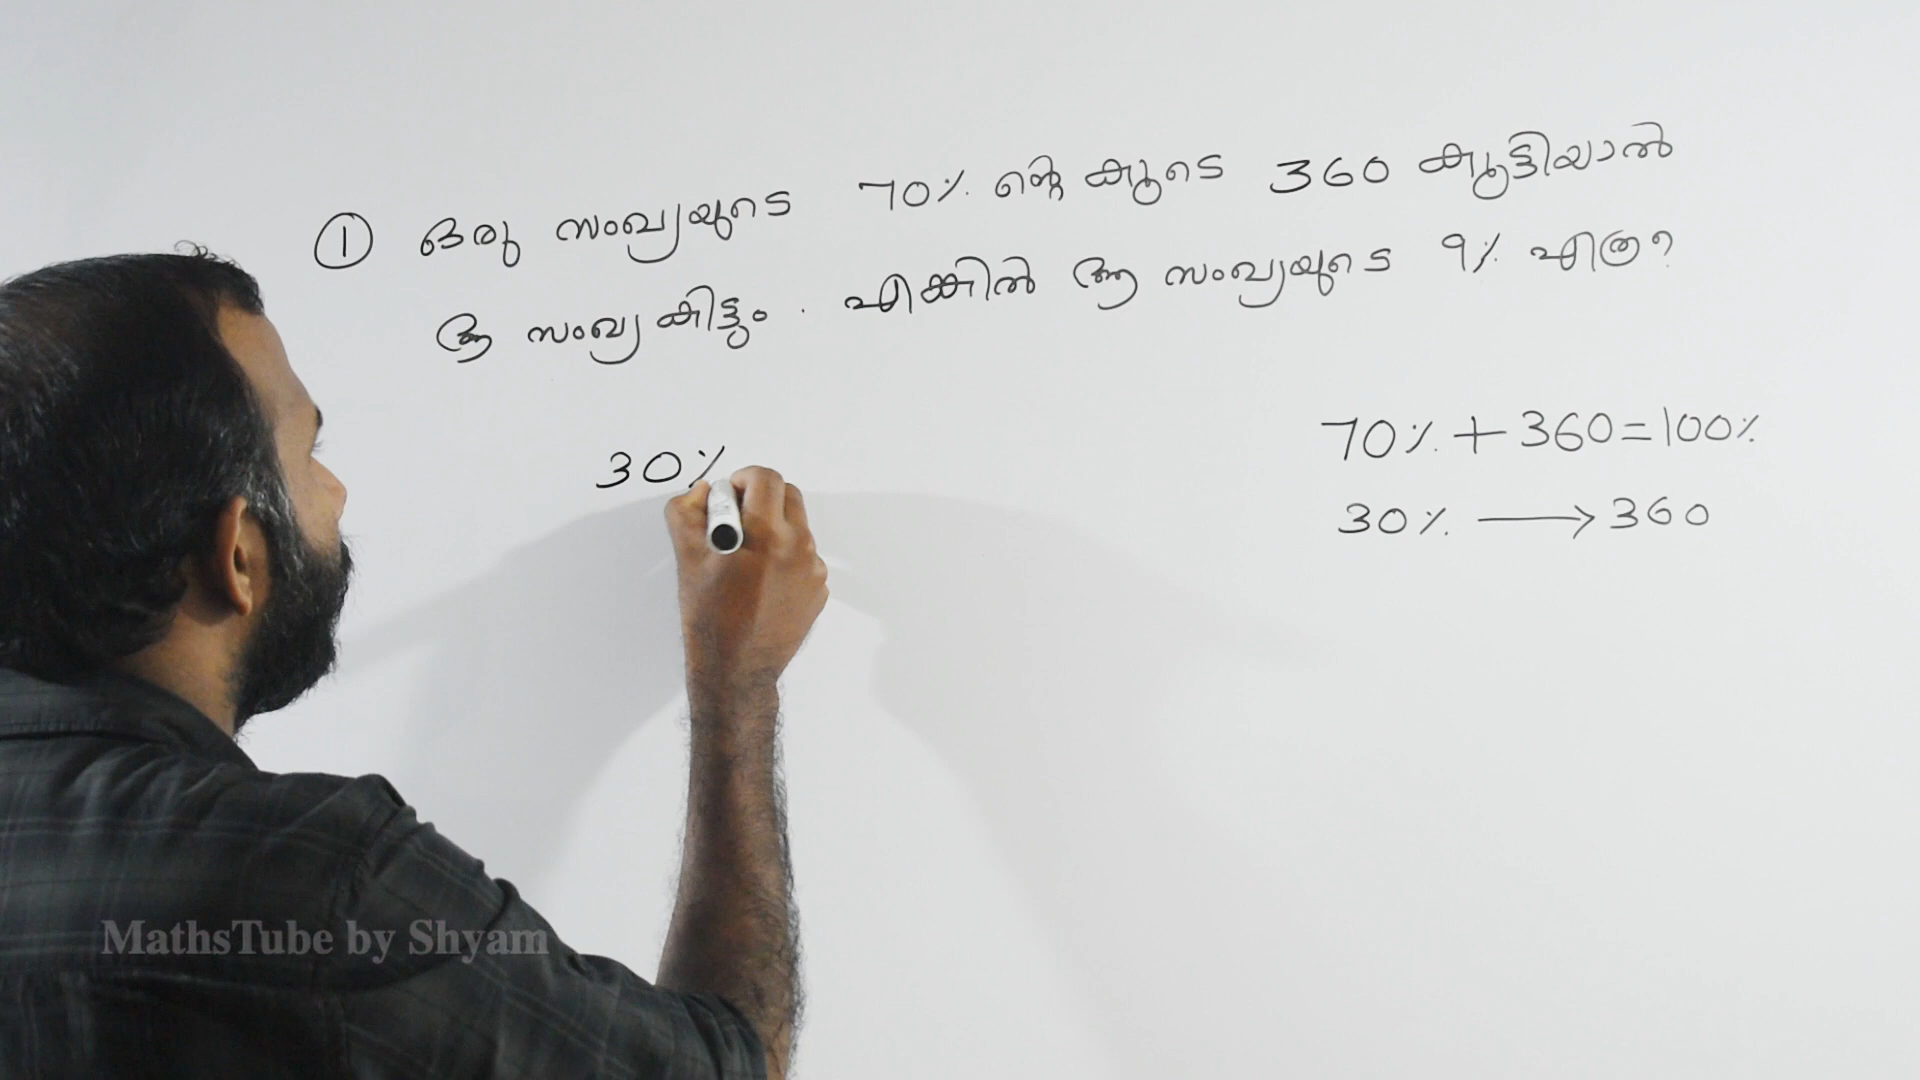 ① ഒരു സംഖ്യയുടെ 70% ന്റെ കൂടെ 360 കൂട്ടിയാൽ
ആ സംഖ്യ കിട്ടും. എങ്കിൽ ആ സംഖ്യയുടെ 9% എത്ര?
70% + 360 = 100%
30%
30% → 360
MathsTube by Shyam